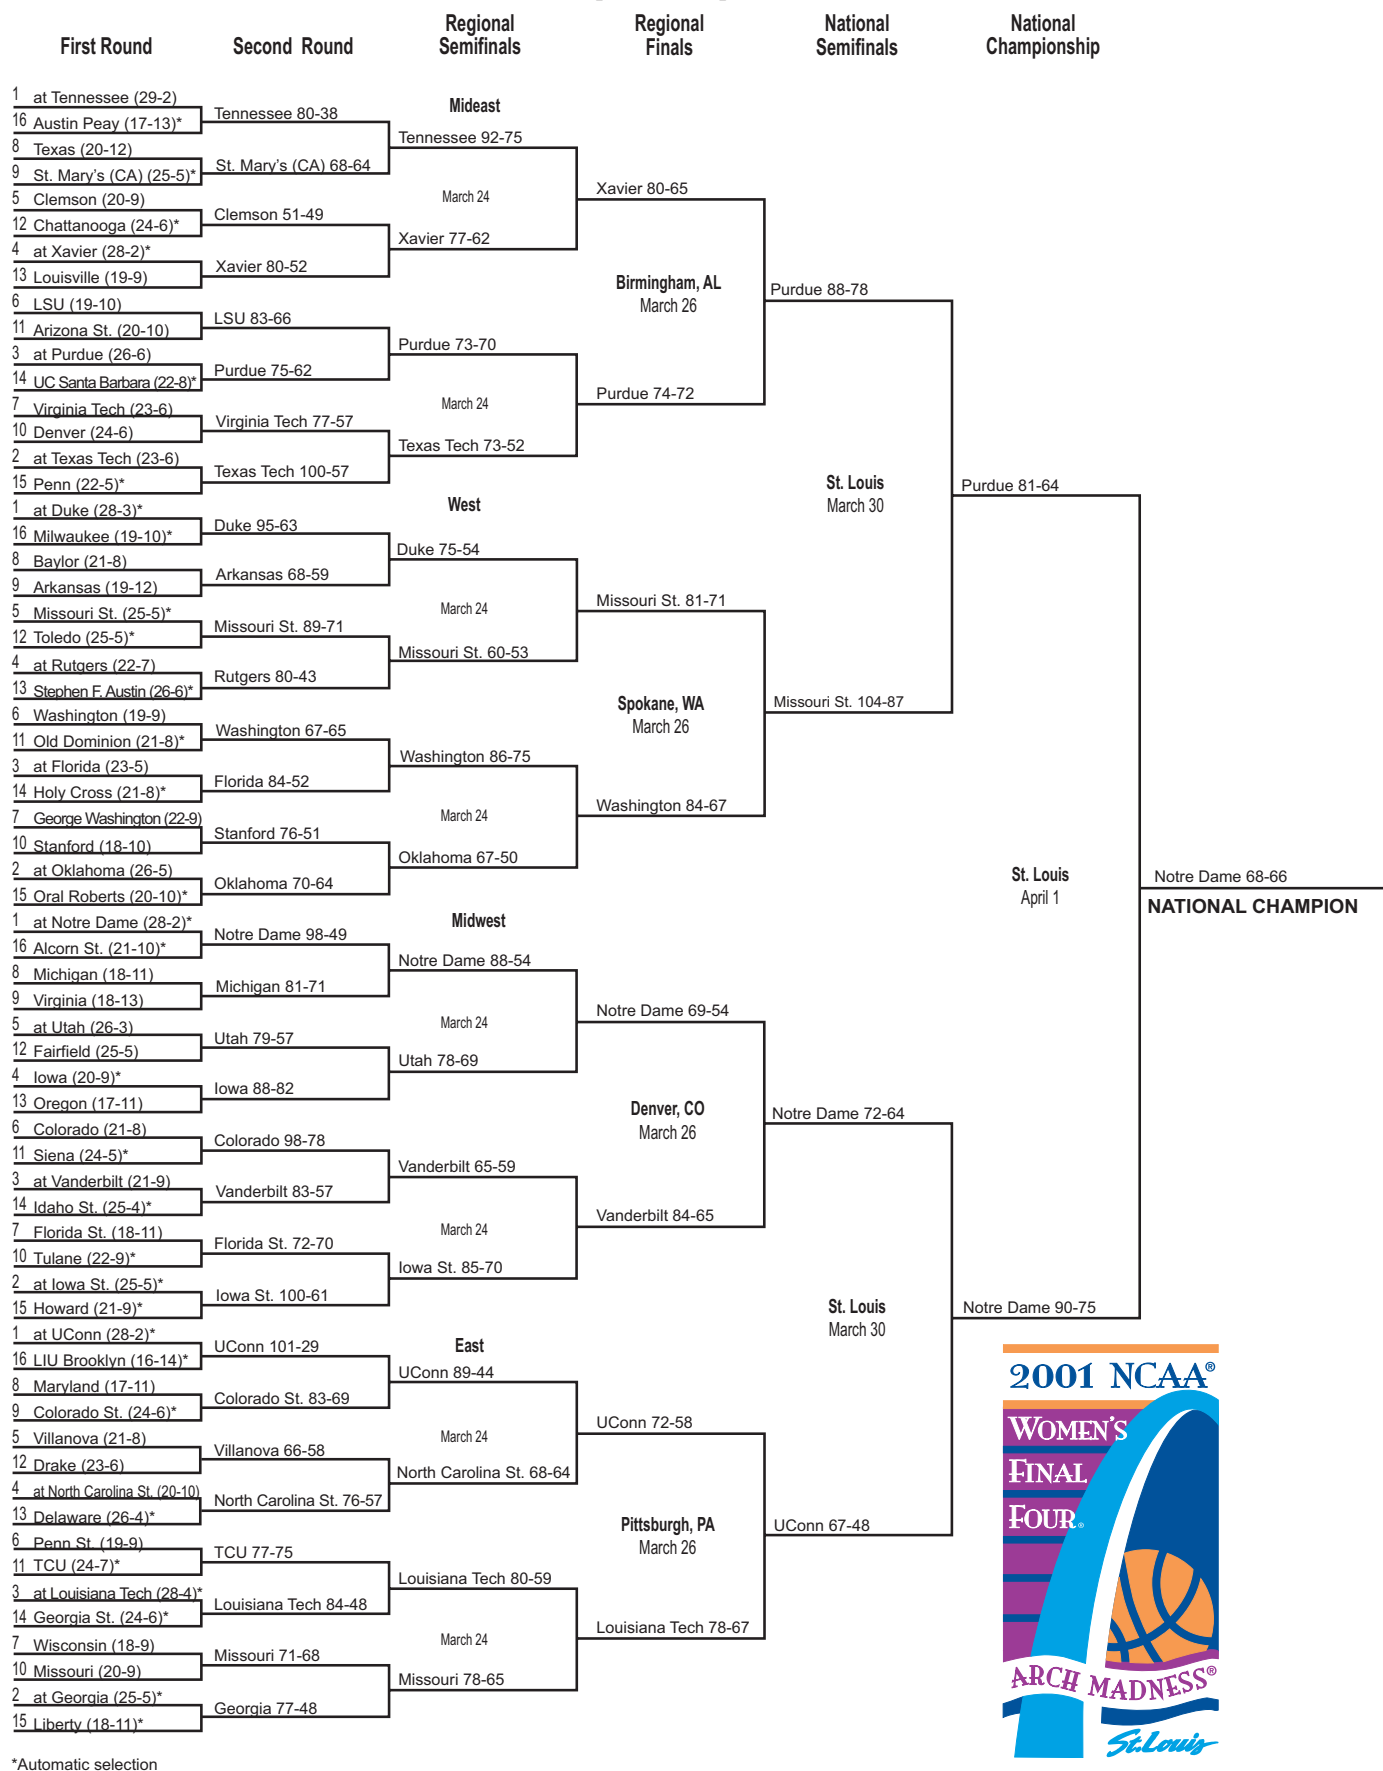 Regional Semifinals
Regional Finals
National Semifinals
National Championship
First Round
Second Round
1 at Tennessee (29-2)
16 Austin Peay (17-13)*
8 Texas (20-12)
9 St. Mary's (CA) (25-5)*
5 Clemson (20-9)
12 Chattanooga (24-6)*
4 at Xavier (28-2)*
13 Louisville (19-9)
6 LSU (19-10)
11 Arizona St. (20-10)
3 at Purdue (26-6)
14 UC Santa Barbara (22-8)*
7 Virginia Tech (23-6)
10 Denver (24-6)
2 at Texas Tech (23-6)
15 Penn (22-5)*
1 at Duke (28-3)*
16 Milwaukee (19-10)*
8 Baylor (21-8)
9 Arkansas (19-12)
5 Missouri St. (25-5)*
12 Toledo (25-5)*
4 at Rutgers (22-7)
13 Stephen F. Austin (26-6)*
6 Washington (19-9)
11 Old Dominion (21-8)*
3 at Florida (23-5)
14 Holy Cross (21-8)*
7 George Washington (22-9)
10 Stanford (18-10)
2 at Oklahoma (26-5)
15 Oral Roberts (20-10)*
1 at Notre Dame (28-2)*
16 Alcorn St. (21-10)*
8 Michigan (18-11)
9 Virginia (18-13)
5 at Utah (26-3)
12 Fairfield (25-5)
4 Iowa (20-9)*
13 Oregon (17-11)
6 Colorado (21-8)
11 Siena (24-5)*
3 at Vanderbilt (21-9)
14 Idaho St. (25-4)*
7 Florida St. (18-11)
10 Tulane (22-9)*
2 at Iowa St. (25-5)*
15 Howard (21-9)*
1 at UConn (28-2)*
16 LIU Brooklyn (16-14)*
8 Maryland (17-11)
9 Colorado St. (24-6)*
5 Villanova (21-8)
12 Drake (23-6)
4 at North Carolina St. (20-10)
13 Delaware (26-4)*
6 Penn St. (19-9)
11 TCU (24-7)*
3 at Louisiana Tech (28-4)*
14 Georgia St. (24-6)*
7 Wisconsin (18-9)
10 Missouri (20-9)
2 at Georgia (25-5)*
15 Liberty (18-11)*
*Automatic selection
Tennessee 80-38
St. Mary's (CA) 68-64
Clemson 51-49
Xavier 80-52
LSU 83-66
Purdue 75-62
Virginia Tech 77-57
Texas Tech 100-57
Duke 95-63
Arkansas 68-59
Missouri St. 89-71
Rutgers 80-43
Washington 67-65
Florida 84-52
Stanford 76-51
Oklahoma 70-64
Notre Dame 98-49
Michigan 81-71
Utah 79-57
Iowa 88-82
Colorado 98-78
Vanderbilt 83-57
Florida St. 72-70
Iowa St. 100-61
UConn 101-29
Colorado St. 83-69
Villanova 66-58
North Carolina St. 76-57
TCU 77-75
Louisiana Tech 84-48
Missouri 71-68
Georgia 77-48
Mideast
Tennessee 92-75
March 24
Xavier 77-62
Purdue 73-70
March 24
Texas Tech 73-52
West
Duke 75-54
March 24
Missouri St. 60-53
Washington 86-75
March 24
Oklahoma 67-50
Midwest
Notre Dame 88-54
March 24
Utah 78-69
Vanderbilt 65-59
March 24
Iowa St. 85-70
East
UConn 89-44
March 24
North Carolina St. 68-64
Louisiana Tech 80-59
March 24
Missouri 78-65
Xavier 80-65
Birmingham, AL
March 26
Purdue 74-72
Missouri St. 81-71
Spokane, WA
March 26
Washington 84-67
Notre Dame 69-54
Denver, CO
March 26
Vanderbilt 84-65
UConn 72-58
Pittsburgh, PA
March 26
Louisiana Tech 78-67
Purdue 88-78
St. Louis
March 30
Missouri St. 104-87
Notre Dame 72-64
St. Louis
March 30
UConn 67-48
Purdue 81-64
St. Louis
April 1
Notre Dame 90-75
Notre Dame 68-66
NATIONAL CHAMPION
2001 NCAA®
WOMEN'S
FINAL
FOUR®
ARCH MADNESS®
St. Louis